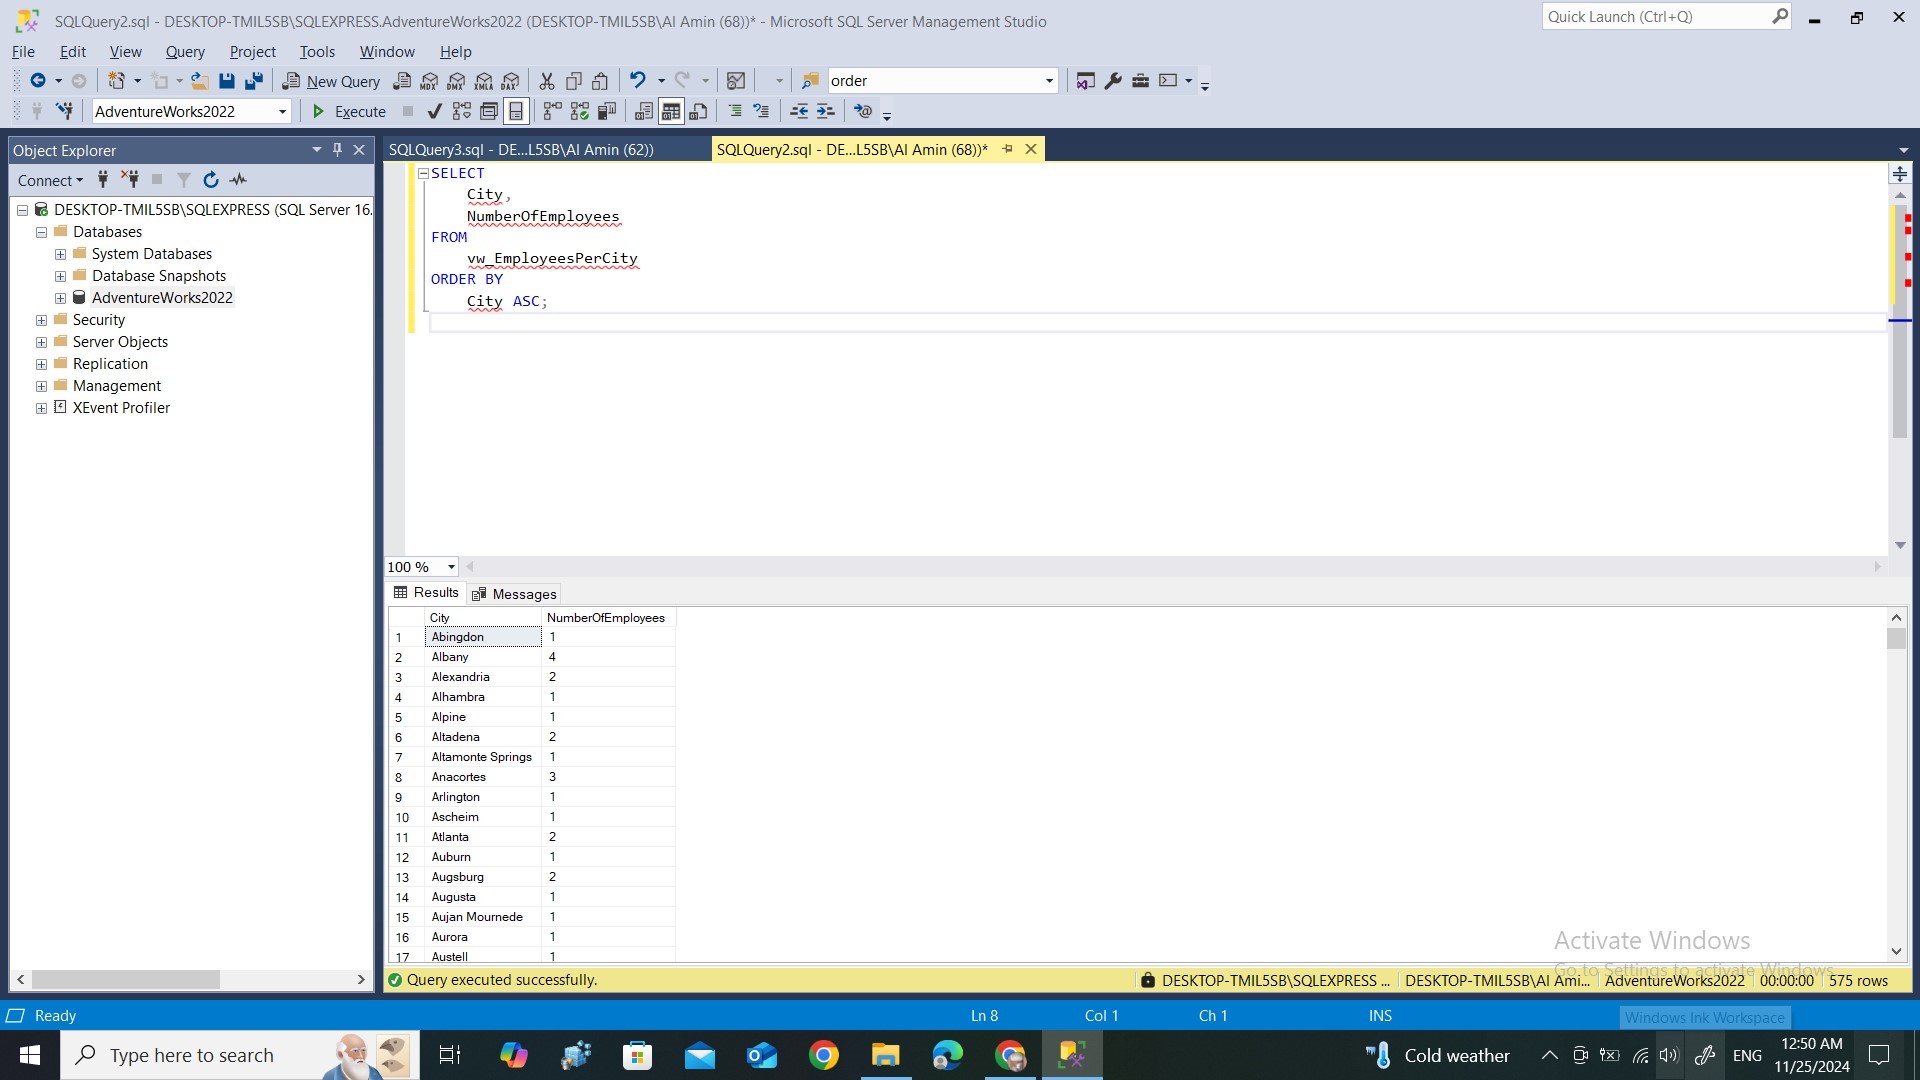 SQLQuery2.sql - DESKTOP-TMIL5SB\SQLEXPRESS.AdventureWorks2022 (DESKTOP-TMIL5SB\Al Amin (68))* - Microsoft SQL Server Management Studio
Quick Launch (Ctrl+Q)
File Edit View Query Project Tools Window Help
New Query MDX DMX XMLA DAX order
AdventureWorks2022 Execute
Object Explorer
Connect
DESKTOP-TMIL5SB\SQLEXPRESS (SQL Server 16.
Databases
System Databases
Database Snapshots
AdventureWorks2022
Security
Server Objects
Replication
Management
XEvent Profiler
SQLQuery3.sql - DE...L5SB\Al Amin (62)) SQLQuery2.sql - DE...L5SB\Al Amin (68))*
SELECT
City,
NumberOfEmployees
FROM
vw_EmployeesPerCity
ORDER BY
City ASC;
100 %
Results Messages
City NumberOfEmployees
1 Abingdon 1
2 Albany 4
3 Alexandria 2
4 Alhambra 1
5 Alpine 1
6 Altadena 2
7 Altamonte Springs 1
8 Anacortes 3
9 Arlington 1
10 Ascheim 1
11 Atlanta 2
12 Auburn 1
13 Augsburg 2
14 Augusta 1
15 Aujan Mournede 1
16 Aurora 1
17 Austell 1
Activate Windows
Go to Settings to activate Windows.
Query executed successfully. DESKTOP-TMIL5SB\SQLEXPRESS ... DESKTOP-TMIL5SB\Al Ami... AdventureWorks2022 00:00:00 575 rows
Ready Ln 8 Col 1 Ch 1 INS
Windows Ink Workspace
Type here to search Cold weather ENG 12:50 AM
11/25/2024